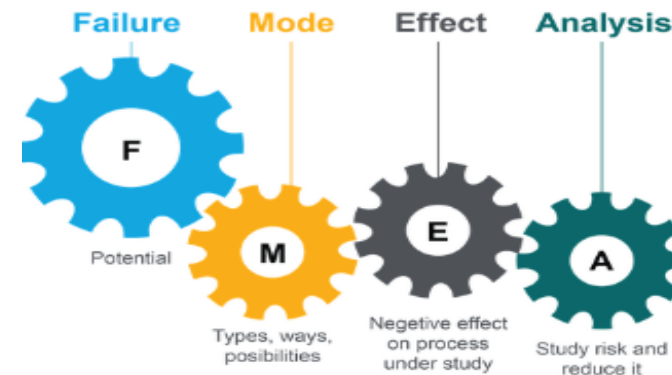 Failure Mode Effect Analysis
F
M
E
A
Potential
Types, ways,
posibilities
Negetive effect
on process
under study
Study risk and
reduce it